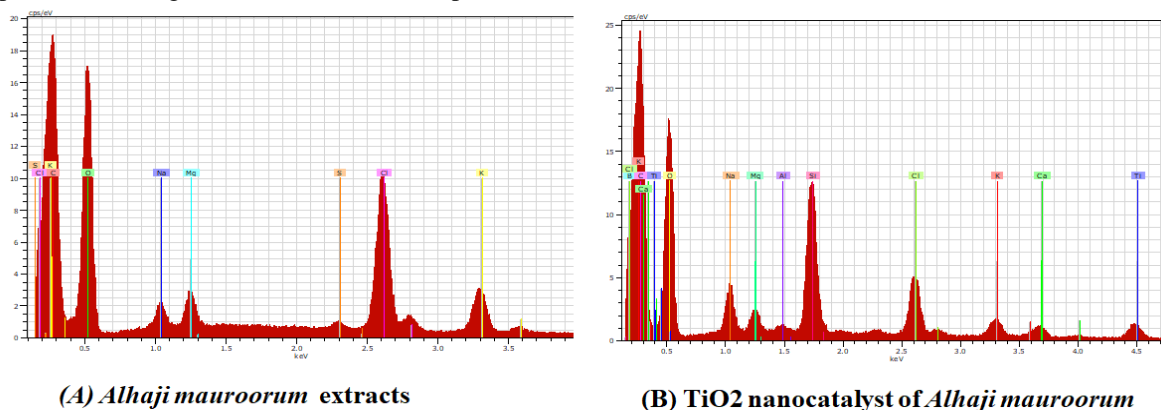 cps/eV
20
18
16
14
12
10
8
6
4
2
0
S
K
Cl
C
O
Na
Mg
S
Cl
K
0.5
1.0
1.5
2.0
2.5
3.0
3.5
keV
(A) Alhaji mauroorum extracts
cps/eV
25
20
15
10
5
0
K
Cl
B
C
Ti
O
Ca
Na
Mg
Al
Si
Cl
K
Ca
Ti
0.5
1.0
1.5
2.0
2.5
3.0
3.5
4.0
4.5
keV
(B) TiO2 nanocatalyst of Alhaiji mauroorum